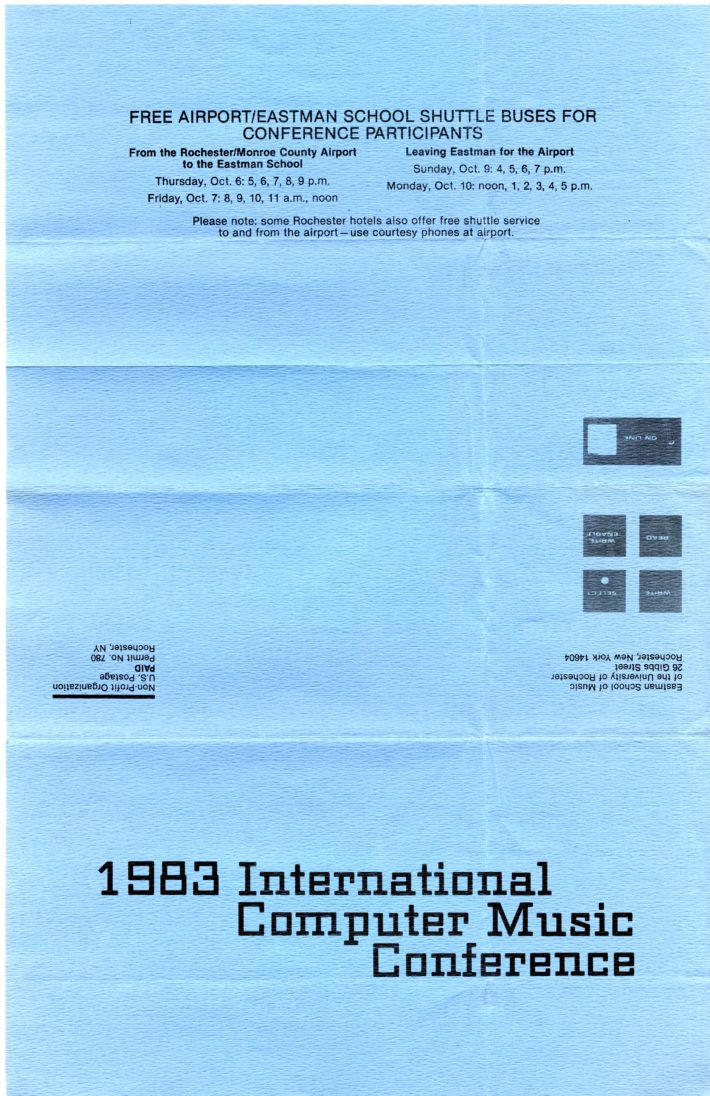 FREE AIRPORT/EASTMAN SCHOOL SHUTTLE BUSES FOR
CONFERENCE PARTICIPANTS
From the Rochester/Monroe County Airport
to the Eastman School
Thursday, Oct. 6: 5, 6, 7, 8, 9 p.m.
Friday, Oct. 7: 8, 9, 10, 11 a.m., noon
Leaving Eastman for the Airport
Sunday, Oct. 9: 4, 5, 6, 7 p.m.
Monday, Oct. 10: noon, 1, 2, 3, 4, 5 p.m.
Please note: some Rochester hotels also offer free shuttle service
to and from the airport—use courtesy phones at airport.
Eastman School of Music
of the University of Rochester
26 Gibbs Street
Rochester, New York 14604
WRITE
SELECT
READ
WRITE
ENABLE
ON LINE
Non-Profit Organization
U.S. Postage
PAID
Permit No. 780
Rochester, NY
1983 International
Computer Music
Conference